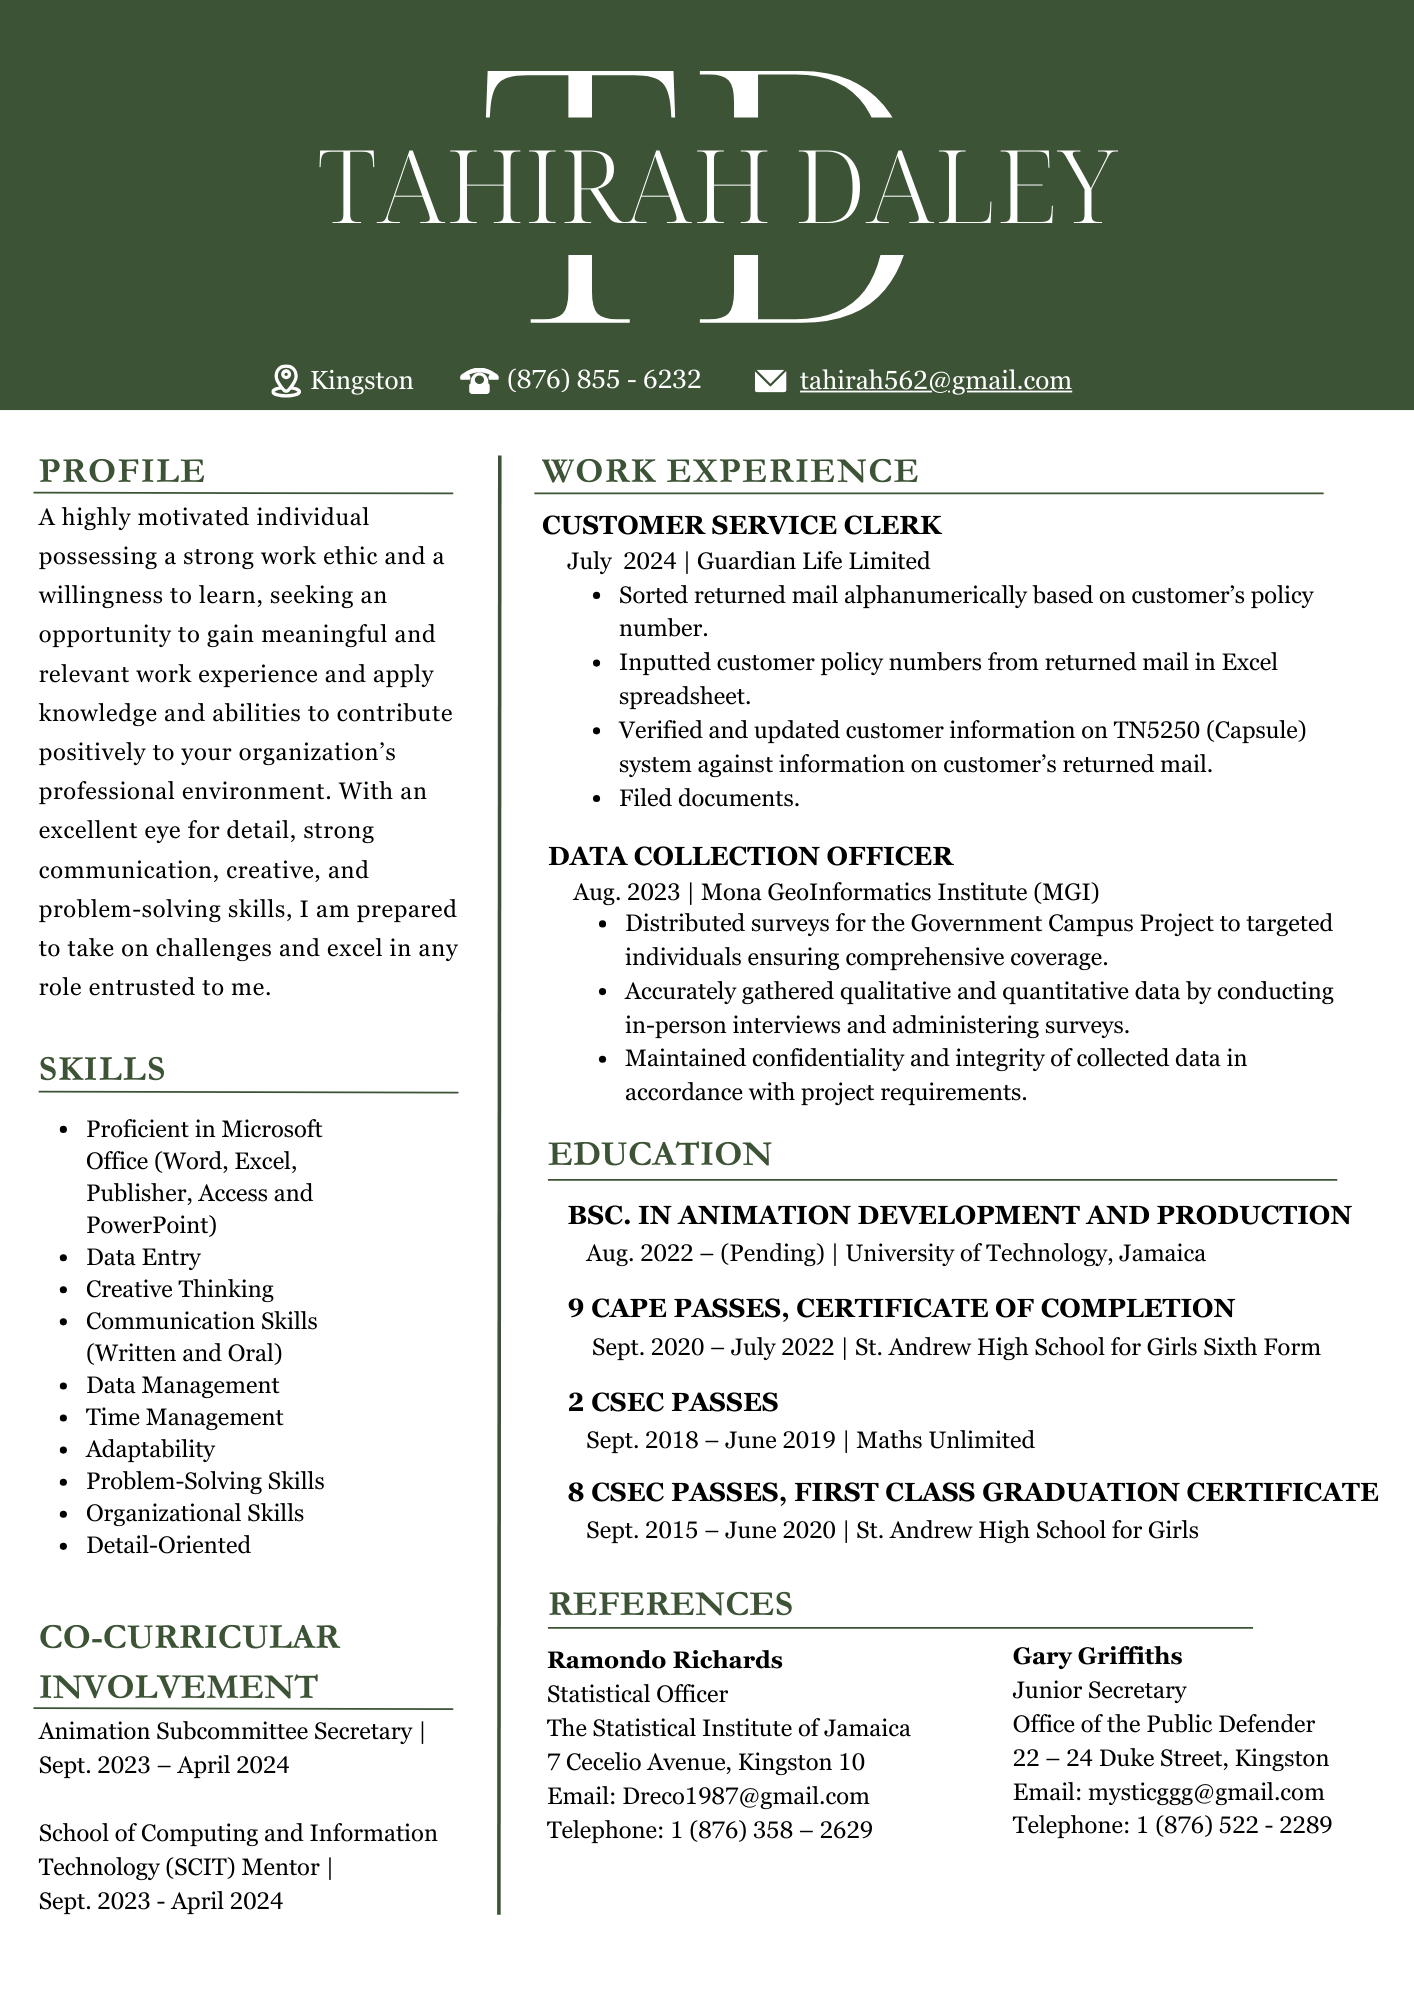 TD
TAHIRAH DALEY
Kingston
(876) 855 - 6232
tahirah562@gmail.com
PROFILE
A highly motivated individual
possessing a strong work ethic and a
willingness to learn, seeking an
opportunity to gain meaningful and
relevant work experience and apply
knowledge and abilities to contribute
positively to your organization’s
professional environment. With an
excellent eye for detail, strong
communication, creative, and
problem-solving skills, I am prepared
to take on challenges and excel in any
role entrusted to me.
SKILLS
• Proficient in Microsoft
Office (Word, Excel,
Publisher, Access and
PowerPoint)
• Data Entry
• Creative Thinking
• Communication Skills
(Written and Oral)
• Data Management
• Time Management
• Adaptability
• Problem-Solving Skills
• Organizational Skills
• Detail-Oriented
CO-CURRICULAR
INVOLVEMENT
Animation Subcommittee Secretary |
Sept. 2023 – April 2024
School of Computing and Information
Technology (SCIT) Mentor |
Sept. 2023 - April 2024
WORK EXPERIENCE
CUSTOMER SERVICE CLERK
July 2024 | Guardian Life Limited
• Sorted returned mail alphanumerically based on customer’s policy
number.
• Inputted customer policy numbers from returned mail in Excel
spreadsheet.
• Verified and updated customer information on TN5250 (Capsule)
system against information on customer’s returned mail.
• Filed documents.
DATA COLLECTION OFFICER
Aug. 2023 | Mona GeoInformatics Institute (MGI)
• Distributed surveys for the Government Campus Project to targeted
individuals ensuring comprehensive coverage.
• Accurately gathered qualitative and quantitative data by conducting
in-person interviews and administering surveys.
• Maintained confidentiality and integrity of collected data in
accordance with project requirements.
EDUCATION
BSC. IN ANIMATION DEVELOPMENT AND PRODUCTION
Aug. 2022 – (Pending) | University of Technology, Jamaica
9 CAPE PASSES, CERTIFICATE OF COMPLETION
Sept. 2020 – July 2022 | St. Andrew High School for Girls Sixth Form
2 CSEC PASSES
Sept. 2018 – June 2019 | Maths Unlimited
8 CSEC PASSES, FIRST CLASS GRADUATION CERTIFICATE
Sept. 2015 – June 2020 | St. Andrew High School for Girls
REFERENCES
Ramondo Richards
Statistical Officer
The Statistical Institute of Jamaica
7 Cecelio Avenue, Kingston 10
Email: Dreco1987@gmail.com
Telephone: 1 (876) 358 – 2629
Gary Griffiths
Junior Secretary
Office of the Public Defender
22 – 24 Duke Street, Kingston
Email: mysticggg@gmail.com
Telephone: 1 (876) 522 - 2289